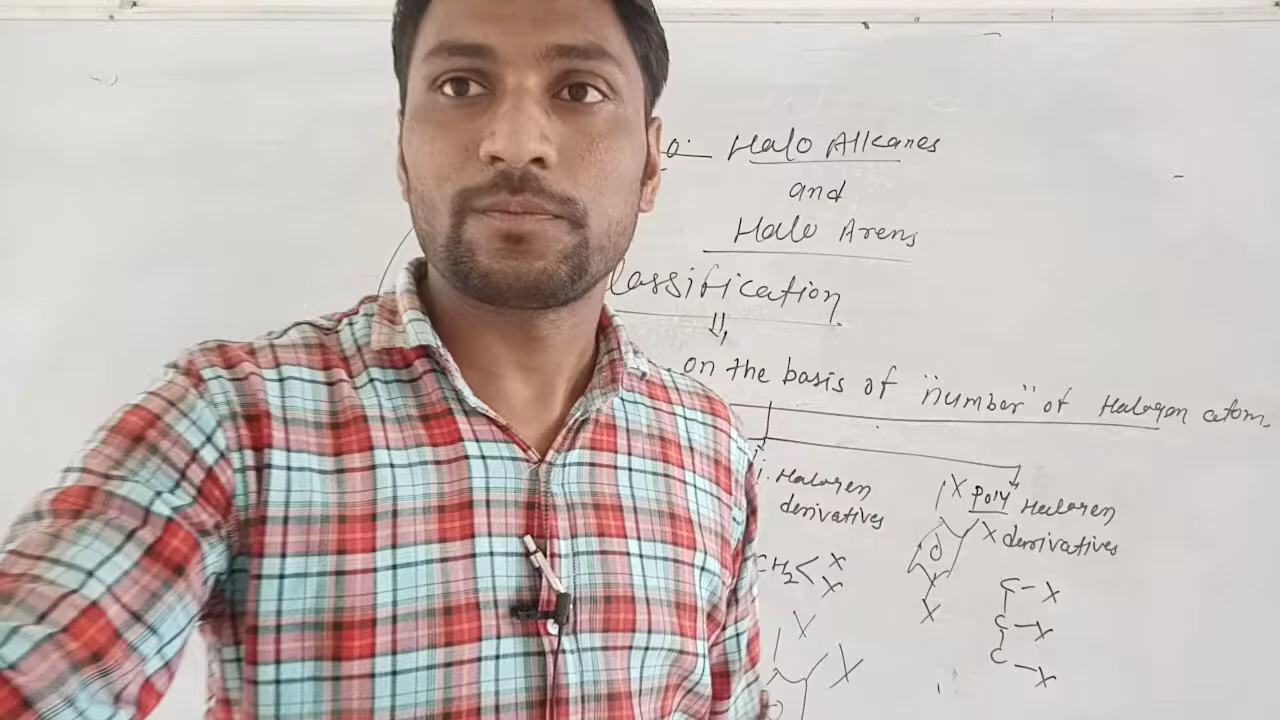 Halo Alkanes
and
Halo Arens
lassification
on the basis of "number" of Halogen atom
i. Halogen
derivatives
Poly Halogen
derivatives
CH2 < X
X
X
X
X
X
X
C - X
C - X
C - X